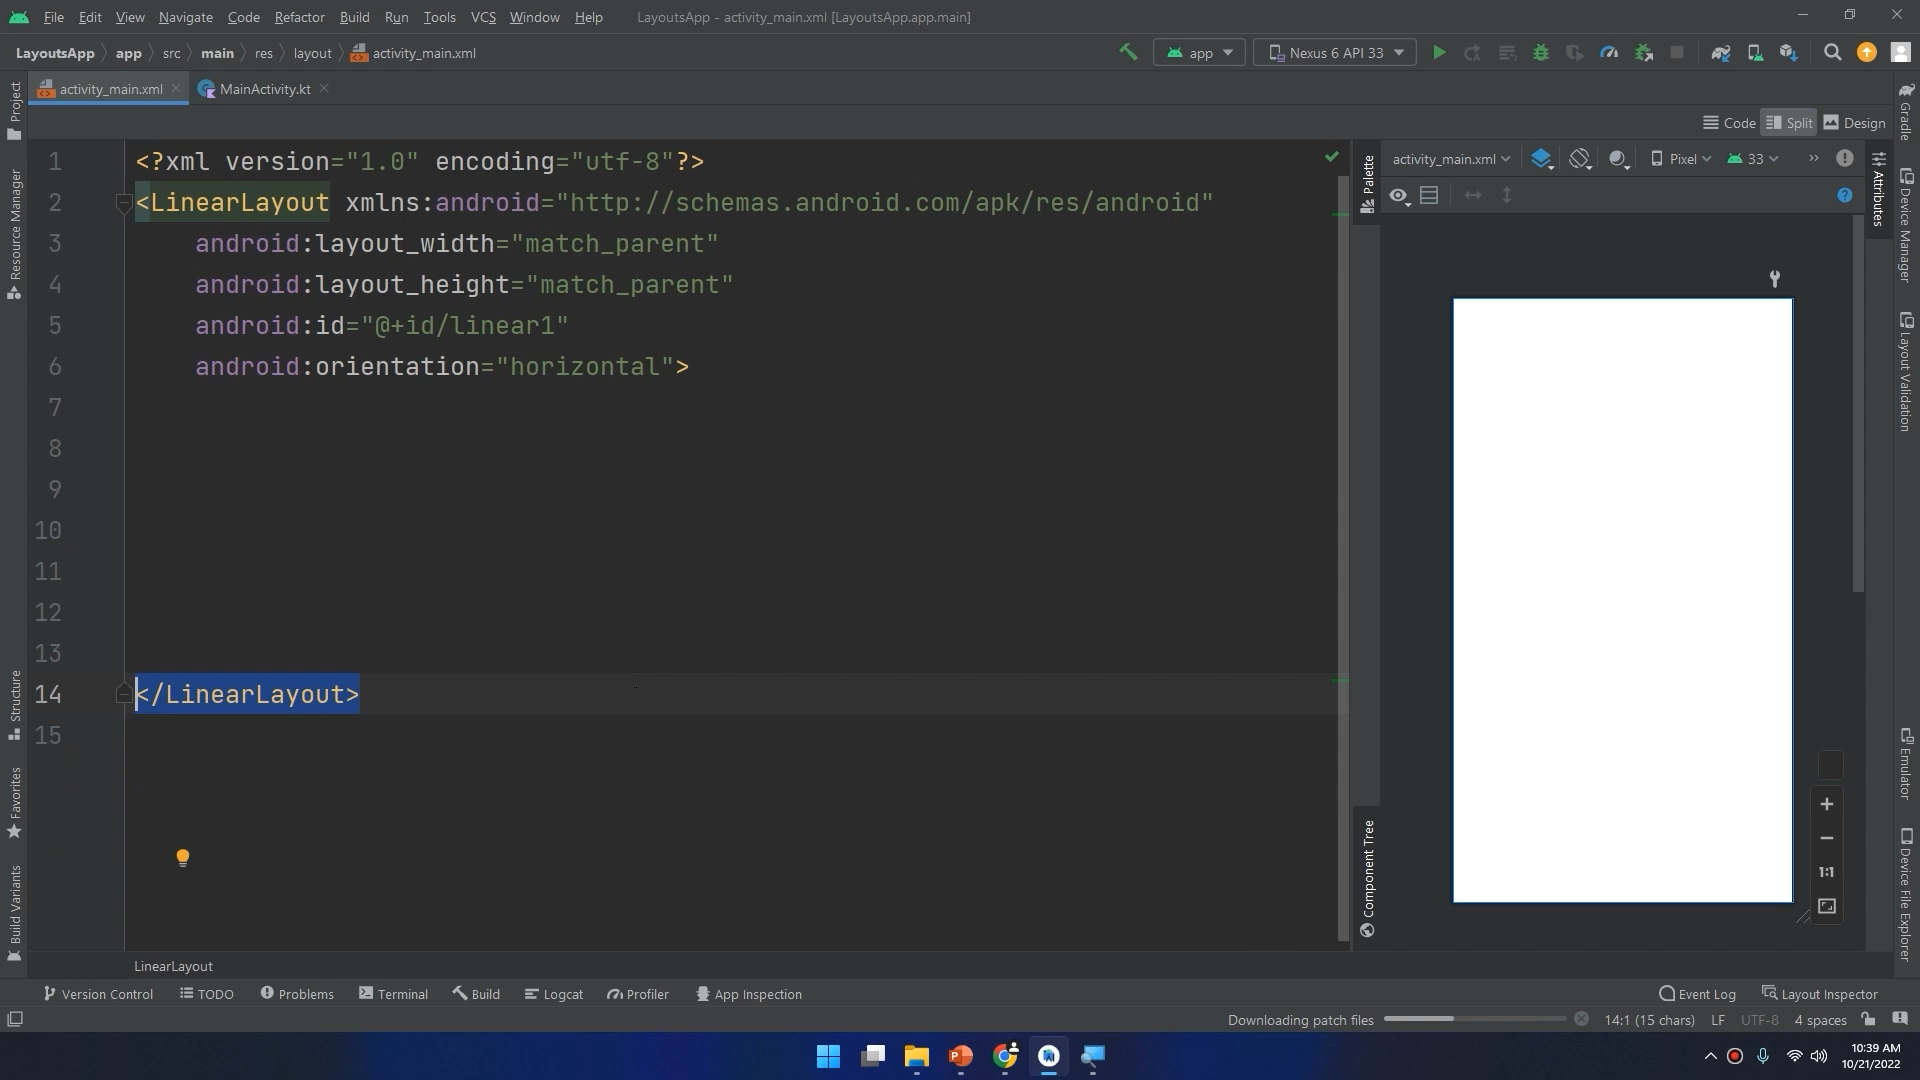 File Edit View Navigate Code Refactor Build Run Tools VCS Window Help LayoutsApp - activity_main.xml [LayoutsApp.app.main]
LayoutsApp app src main res layout activity_main.xml app Nexus 6 API 33
activity_main.xml MainActivity.kt
Code Split Design
Project
Resource Manager
Structure
Favorites
Build Variants
1 <?xml version="1.0" encoding="utf-8"?>
2 <LinearLayout xmlns:android="http://schemas.android.com/apk/res/android"
3 android:layout_width="match_parent"
4 android:layout_height="match_parent"
5 android:id="@+id/linear1"
6 android:orientation="horizontal">
7
8
9
10
11
12
13
14 </LinearLayout>
15
Palette
Component Tree
activity_main.xml Pixel 33
1:1
Attributes
Gradle
Device Manager
Layout Validation
Emulator
Device File Explorer
LinearLayout
Version Control TODO Problems Terminal Build Logcat Profiler App Inspection Event Log Layout Inspector
Downloading patch files 14:1 (15 chars) LF UTF-8 4 spaces
10:39 AM
10/21/2022